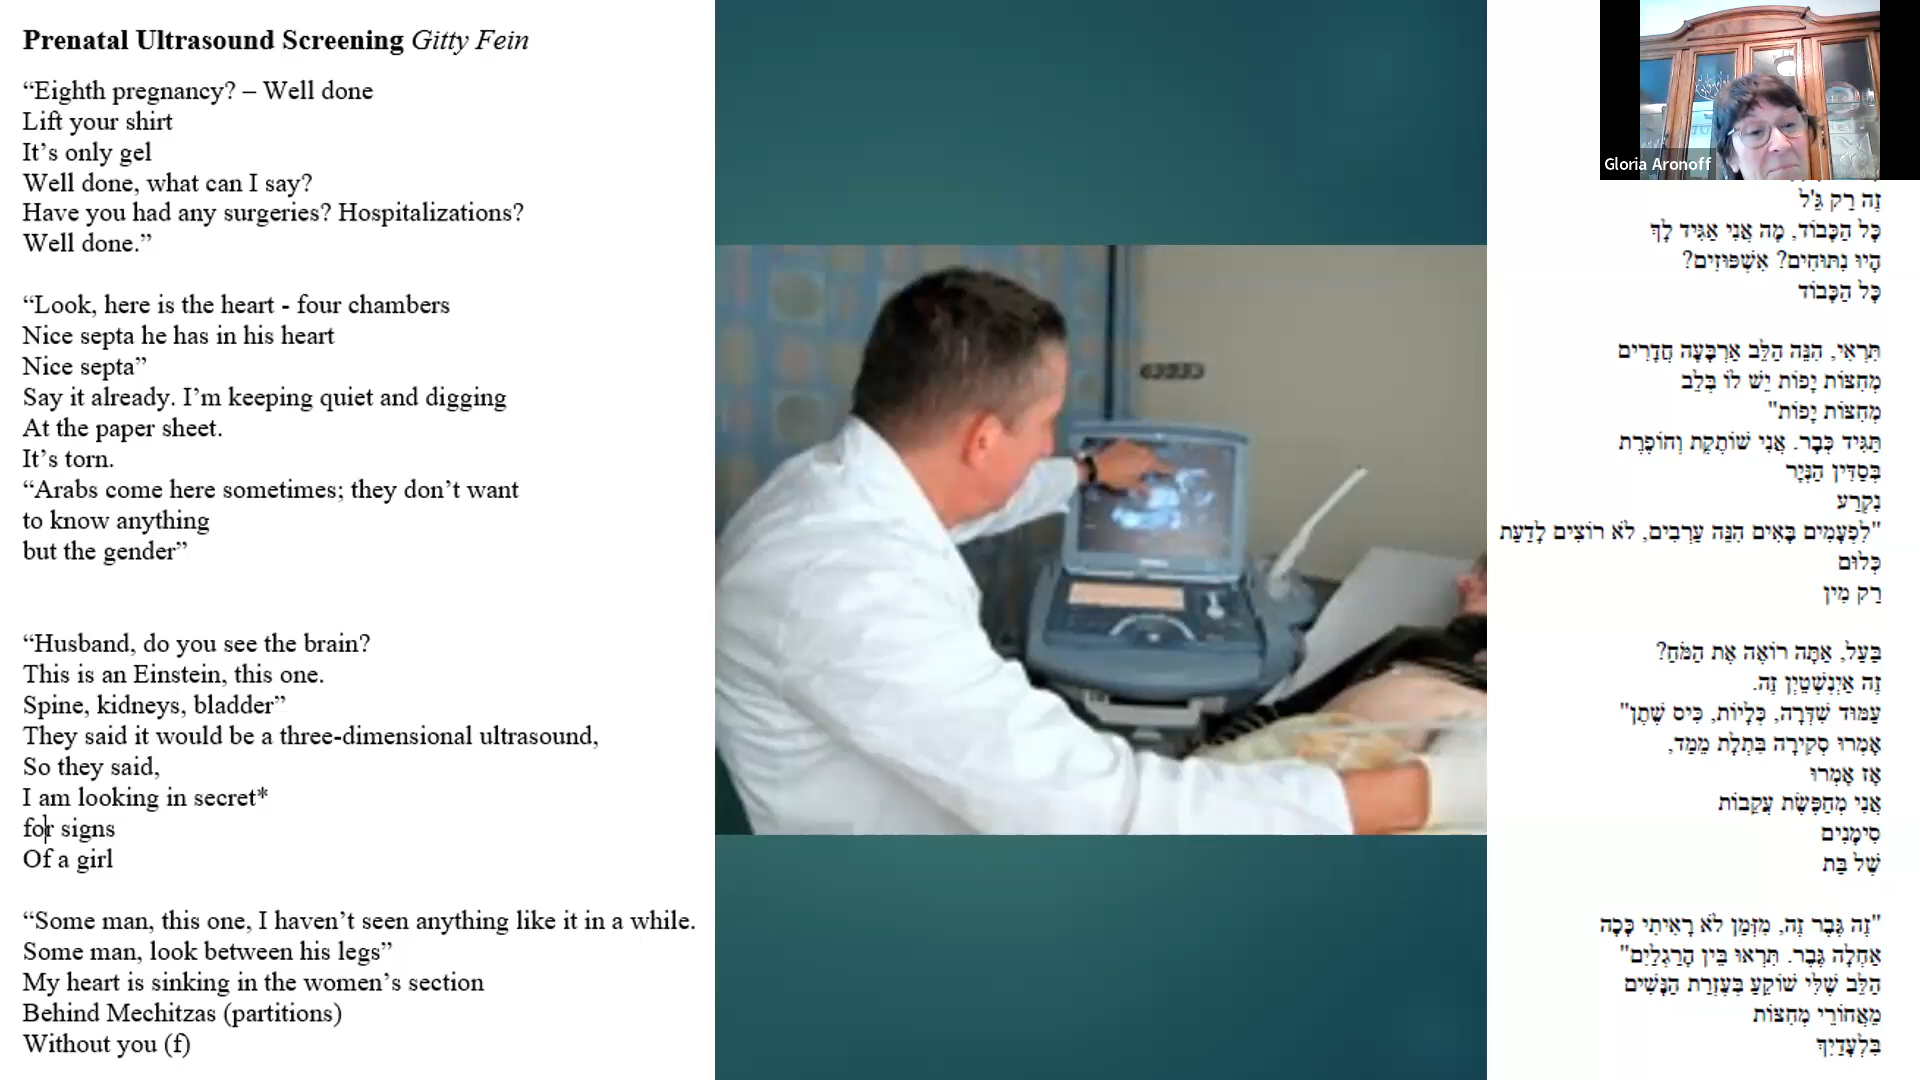 Prenatal Ultrasound Screening Gitty Fein
“Eighth pregnancy? – Well done
Lift your shirt
It’s only gel
Well done, what can I say?
Have you had any surgeries? Hospitalizations?
Well done.”
“Look, here is the heart - four chambers
Nice septa he has in his heart
Nice septa”
Say it already. I’m keeping quiet and digging
At the paper sheet.
It’s torn.
“Arabs come here sometimes; they don’t want
to know anything
but the gender”
“Husband, do you see the brain?
This is an Einstein, this one.
Spine, kidneys, bladder”
They said it would be a three-dimensional ultrasound,
So they said,
I am looking in secret*
for signs
Of a girl
“Some man, this one, I haven’t seen anything like it in a while.
Some man, look between his legs”
My heart is sinking in the women’s section
Behind Mechitzas (partitions)
Without you (f)
Gloria Aronoff
זֶה רַק גֵּ'ל
כָּל הַכָּבוֹד, מָה אֲנִי אַגִּיד לָךְ
הָיוּ נִתּוּחִים? אִשְׁפּוּזִים?
כָּל הַכָּבוֹד
תִּרְאִי, הִנֵּה הַלֵּב אַרְבָּעָה חֲדָרִים
מְחִצּוֹת יָפוֹת יֵשׁ לוֹ בַּלֵּב
מְחִצּוֹת יָפוֹת"
תַּגִּיד כְּבָר. אֲנִי שׁוֹתֶקֶת וְחוֹפֶרֶת
בִּסְדִּין הַנְּיָר
נִקְרַע
"לִפְעָמִים בָּאִים הִנֵּה עַרְבִים, לֹא רוֹצִים לָדַעַת
כְּלוּם
רַק מִין
בַּעַל, אַתָּה רוֹאֶה אֶת הַמֹּחַ?
זֶה אַיְנְשְׁטֵיְן זֶה.
עַמּוּד שִׁדְרָה, כְּלָיוֹת, כִּיס שֶׁתֶן"
אָמְרוּ סְקִירָה בִּתְלַת מֵמַד,
אָז אָמְרוּ
אֲנִי מְחַפֶּשֶׂת עֲקֵבוֹת
סִימָנִים
שֶׁל בַּת
"זֶה גֶּבֶר זֶה, מִזְּמַן לֹא רָאִיתִי כָּכָה
אַחְלָה גֶּבֶר. תִּרְאוּ בֵּין הָרַגְלַיִם"
הַלֵּב שֶׁלִּי שׁוֹקֵעַ בְּעֶזְרַת הַנָּשִׁים
מֵאֲחוֹרֵי מְחִצּוֹת
בִּלְעָדַיִךְ